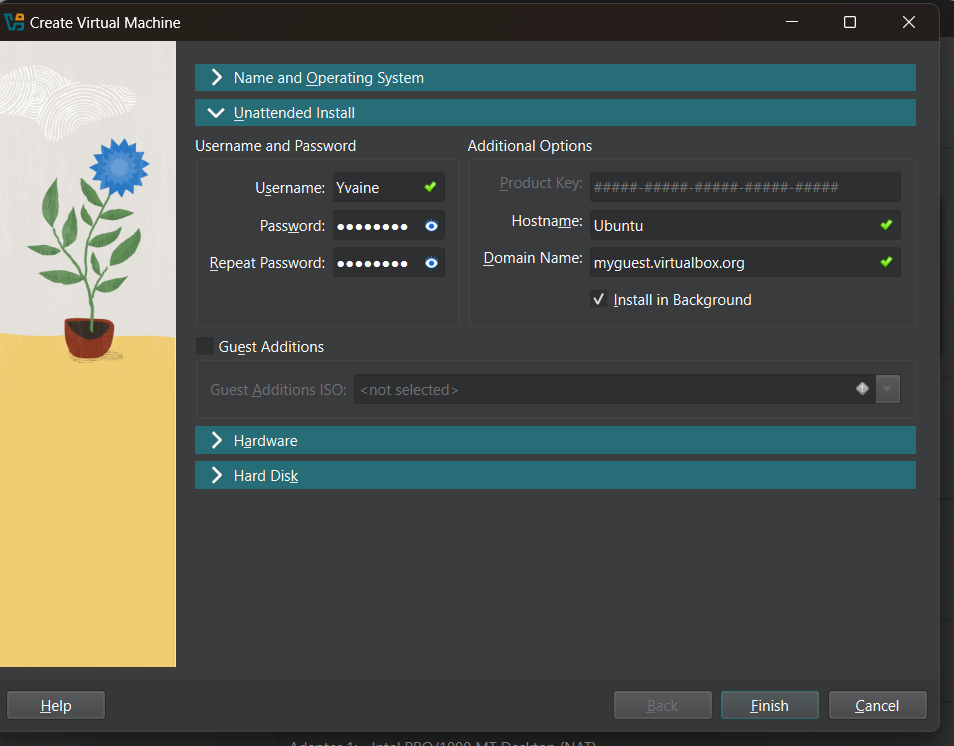 Create Virtual Machine
Name and Operating System
Unattended Install
Username and Password
Username: Yvaine
Password: ●●●●●●●●
Repeat Password: ●●●●●●●●
Additional Options
Product Key: #####-#####-#####-#####-#####
Hostname: Ubuntu
Domain Name: myguest.virtualbox.org
Install in Background
Guest Additions
Guest Additions ISO: <not selected>
Hardware
Hard Disk
Help Back Finish Cancel
Adapter 1: Intel PRO/1000 MT Desktop (NAT)